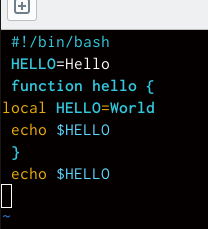 #!/bin/bash
HELLO=Hello
function hello {
local HELLO=World
echo $HELLO
}
echo $HELLO
~